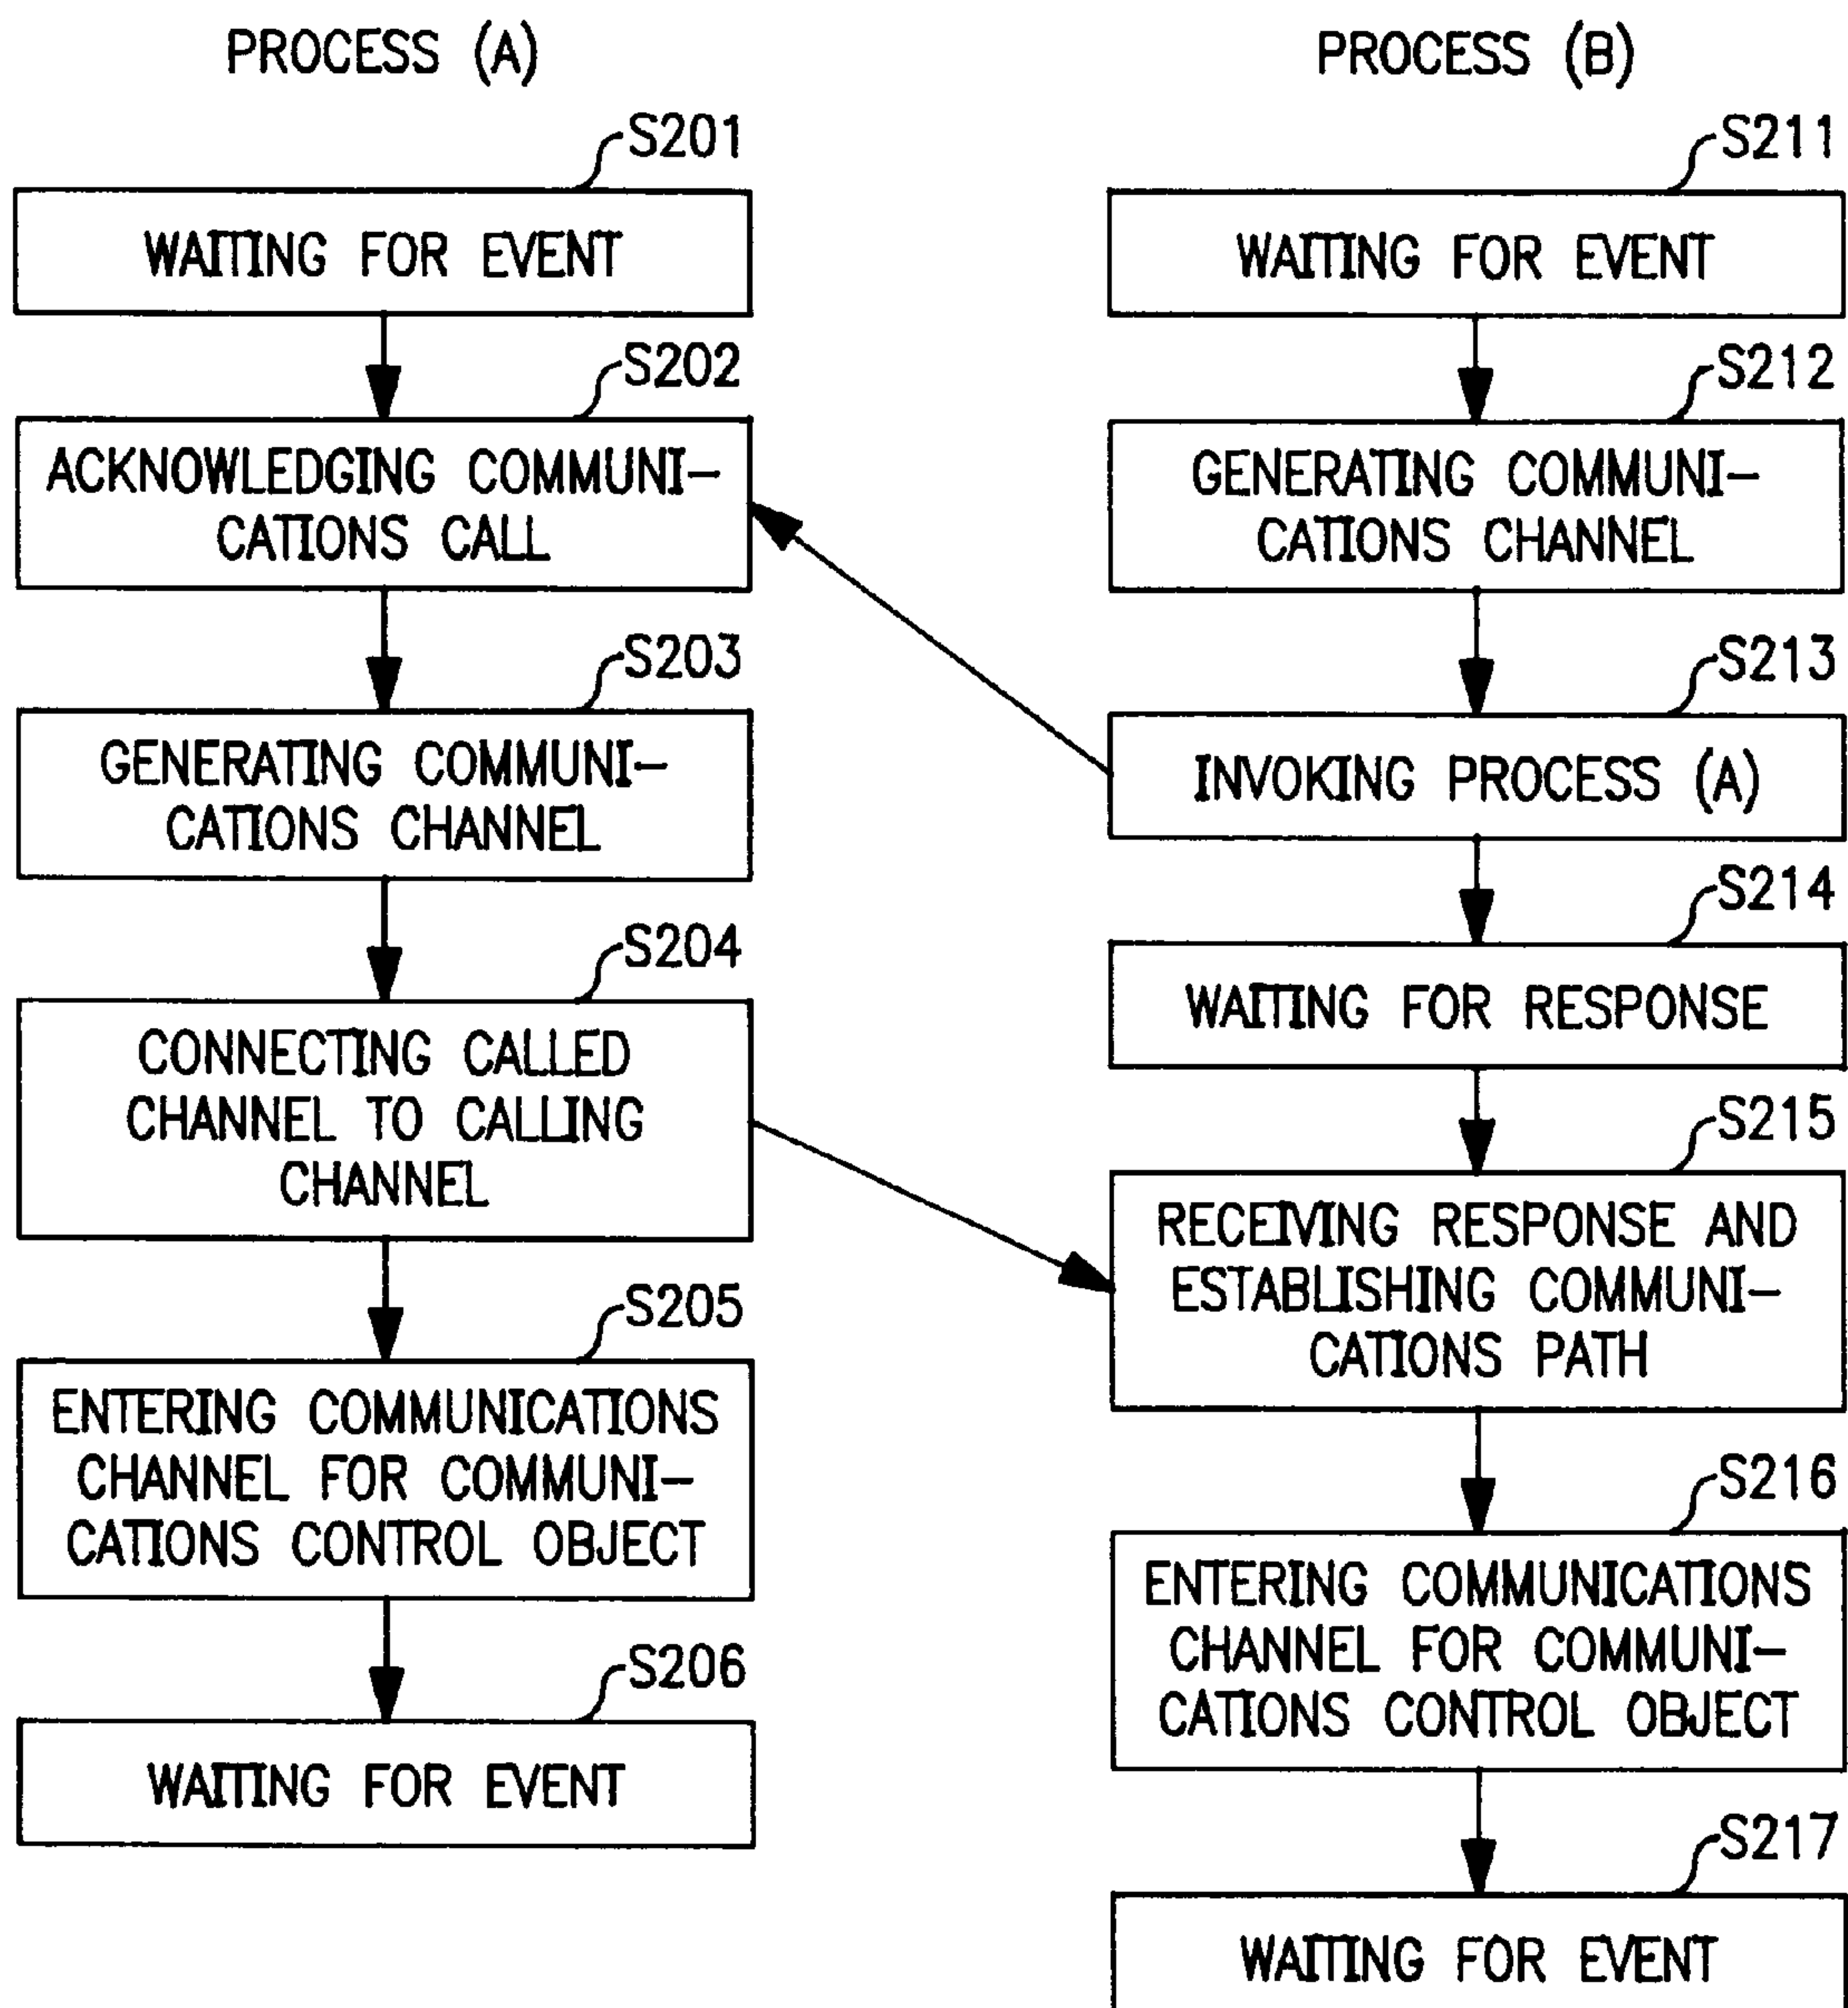 PROCESS (A)
S201
WAITING FOR EVENT
S202
ACKNOWLEDGING COMMUNI-
CATIONS CALL
S203
GENERATING COMMUNI-
CATIONS CHANNEL
S204
CONNECTING CALLED
CHANNEL TO CALLING
CHANNEL
S205
ENTERING COMMUNICATIONS
CHANNEL FOR COMMUNI-
CATIONS CONTROL OBJECT
S206
WAITING FOR EVENT
PROCESS (B)
S211
WAITING FOR EVENT
S212
GENERATING COMMUNI-
CATIONS CHANNEL
S213
INVOKING PROCESS (A)
S214
WAITING FOR RESPONSE
S215
RECEIVING RESPONSE AND
ESTABLISHING COMMUNI-
CATIONS PATH
S216
ENTERING COMMUNICATIONS
CHANNEL FOR COMMUNI-
CATIONS CONTROL OBJECT
S217
WAITING FOR EVENT